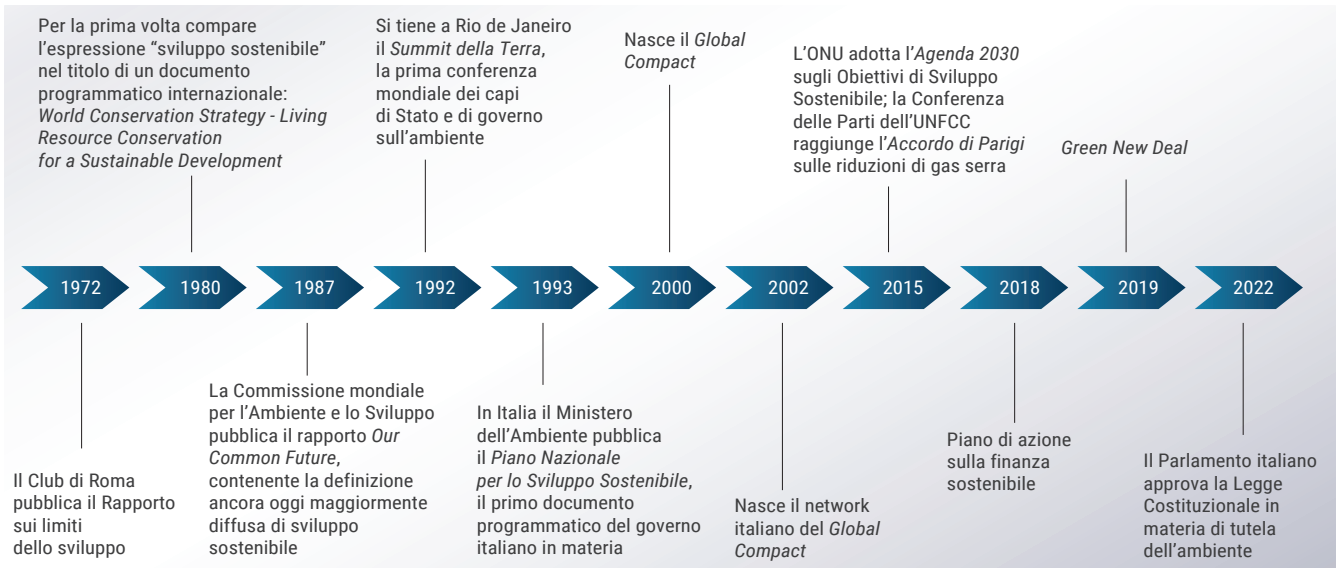 Per la prima volta compare
l'espressione “sviluppo sostenibile”
nel titolo di un documento
programmatico internazionale:
World Conservation Strategy - Living
Resource Conservation
for a Sustainable Development
Si tiene a Rio de Janeiro
il Summit della Terra,
la prima conferenza
mondiale dei capi
di Stato e di governo
sull'ambiente
Nasce il Global
Compact
L'ONU adotta l'Agenda 2030
sugli Obiettivi di Sviluppo
Sostenibile; la Conferenza
delle Parti dell'UNFCC
raggiunge l'Accordo di Parigi
sulle riduzioni di gas serra
Green New Deal
1972
1980
1987
1992
1993
2000
2002
2015
2018
2019
2022
Il Club di Roma
pubblica il Rapporto
sui limiti
dello sviluppo
La Commissione mondiale
per l'Ambiente e lo Sviluppo
pubblica il rapporto Our
Common Future,
contenente la definizione
ancora oggi maggiormente
diffusa di sviluppo
sostenibile
In Italia il Ministero
dell'Ambiente pubblica
il Piano Nazionale
per lo Sviluppo Sostenibile,
il primo documento
programmatico del governo
italiano in materia
Nasce il network
italiano del Global
Compact
Piano di azione
sulla finanza
sostenibile
Il Parlamento italiano
approva la Legge
Costituzionale in
materia di tutela
dell'ambiente